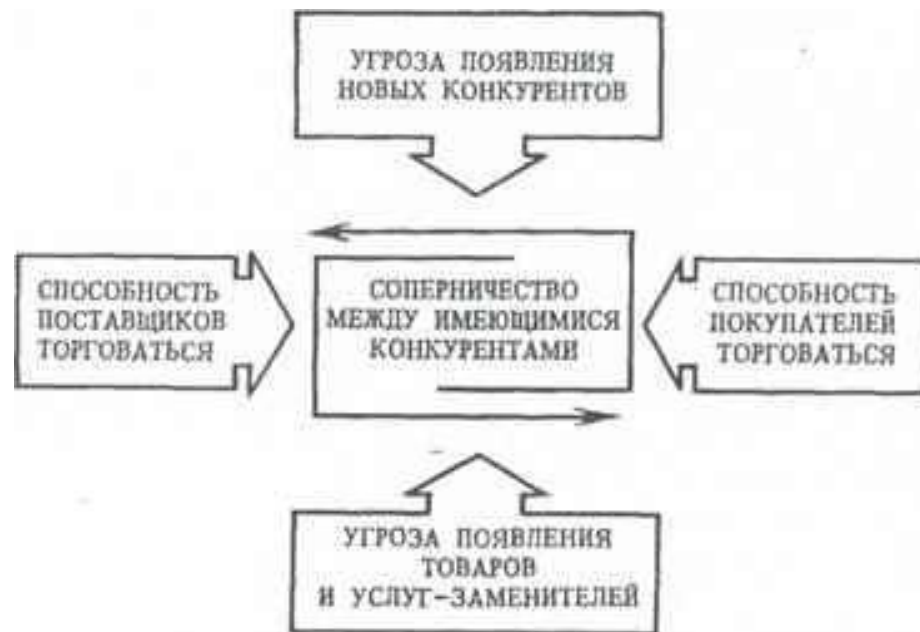 УГРОЗА ПОЯВЛЕНИЯ
НОВЫХ КОНКУРЕНТОВ
СПОСОБНОСТЬ
ПОСТАВЩИКОВ
ТОРГОВАТЬСЯ
СОПЕРНИЧЕСТВО
МЕЖДУ ИМЕЮЩИМИСЯ
КОНКУРЕНТАМИ
СПОСОБНОСТЬ
ПОКУПАТЕЛЕЙ
ТОРГОВАТЬСЯ
УГРОЗА ПОЯВЛЕНИЯ
ТОВАРОВ
И УСЛУГ-ЗАМЕНИТЕЛЕЙ